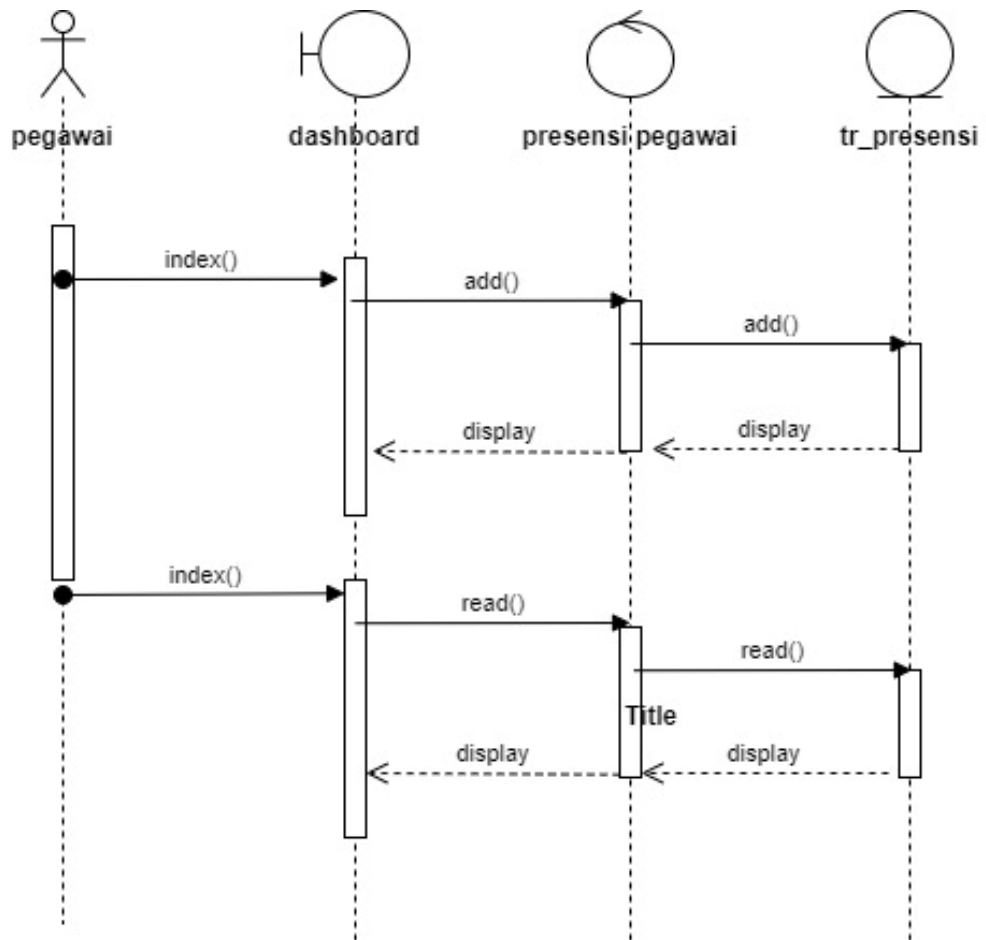 pegawai
dashboard
presensi pegawai
tr_presensi
index()
add()
add()
display
display
index()
read()
read()
Title
display
display